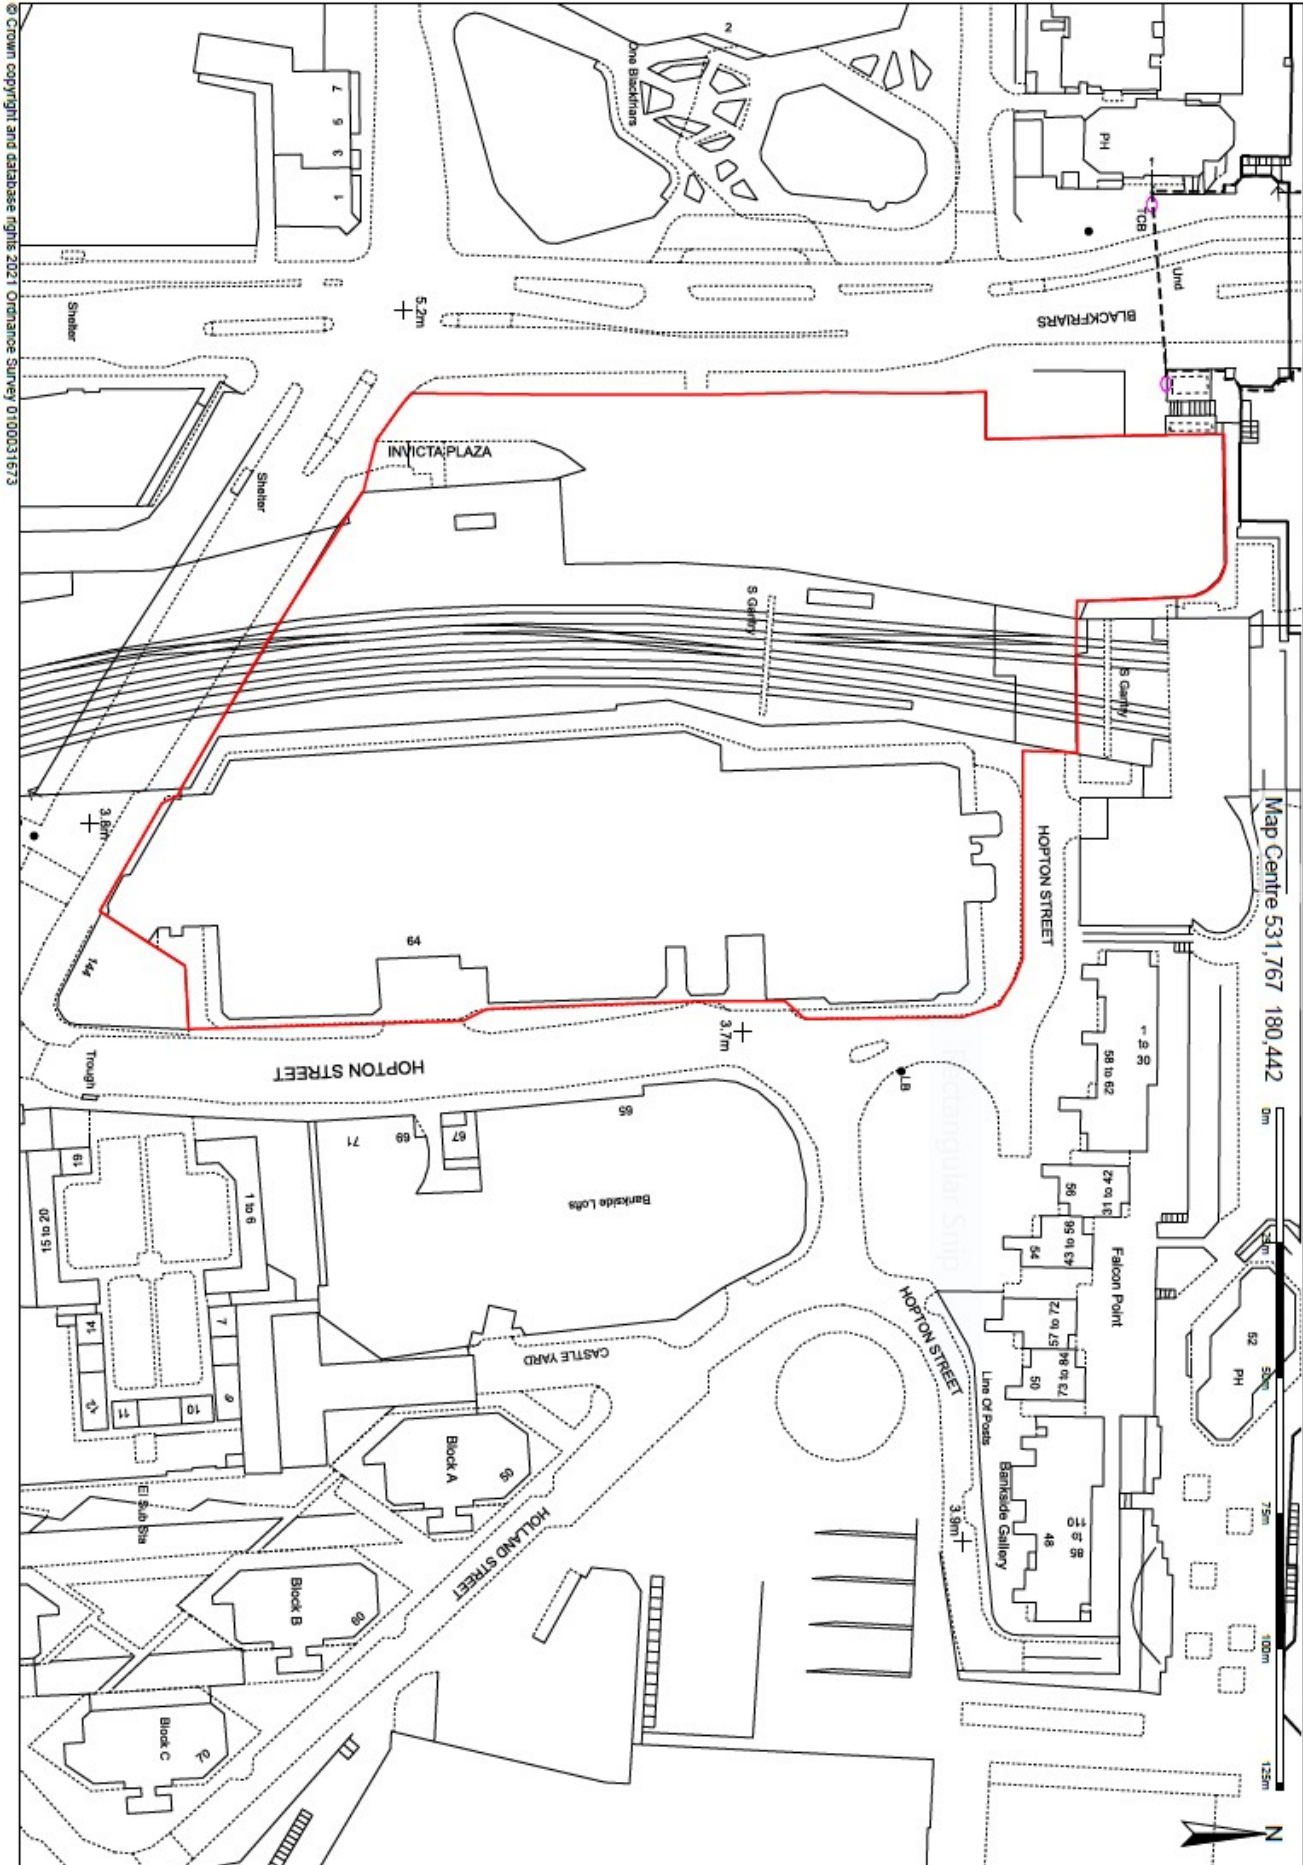 © Crown copyright and database rights 2021 Ordnance Survey 0100031673
Map Centre 531,767 180,442
0m
25m
50m
75m
100m
125m
N
2
One Blackfriars
PH
TCB
Und
BLACKFRIARS
7
3
1
Shelter
5.2m
INVICTA PLAZA
Shelter
S Gantry
S Gantry
HOPTON STREET
3.8m
144
64
3.7m
HOPTON STREET
Trough
LB
1
to
30
58 to 62
31 to 42
56
43 to 56
54
Falcon Point
57 to 72
73 to 84
50
52
PH
65
67
69
71
Bankside Lofts
19
1 to 6
15 to 20
14
7
12
11
10
9
CASTLE YARD
HOPTON STREET
Line Of Posts
Bankside Gallery
48
85
to
110
3.9m
Block A
50
El Sub Sta
HOLLAND STREET
Block B
60
Block C
70
Rectangular Snip